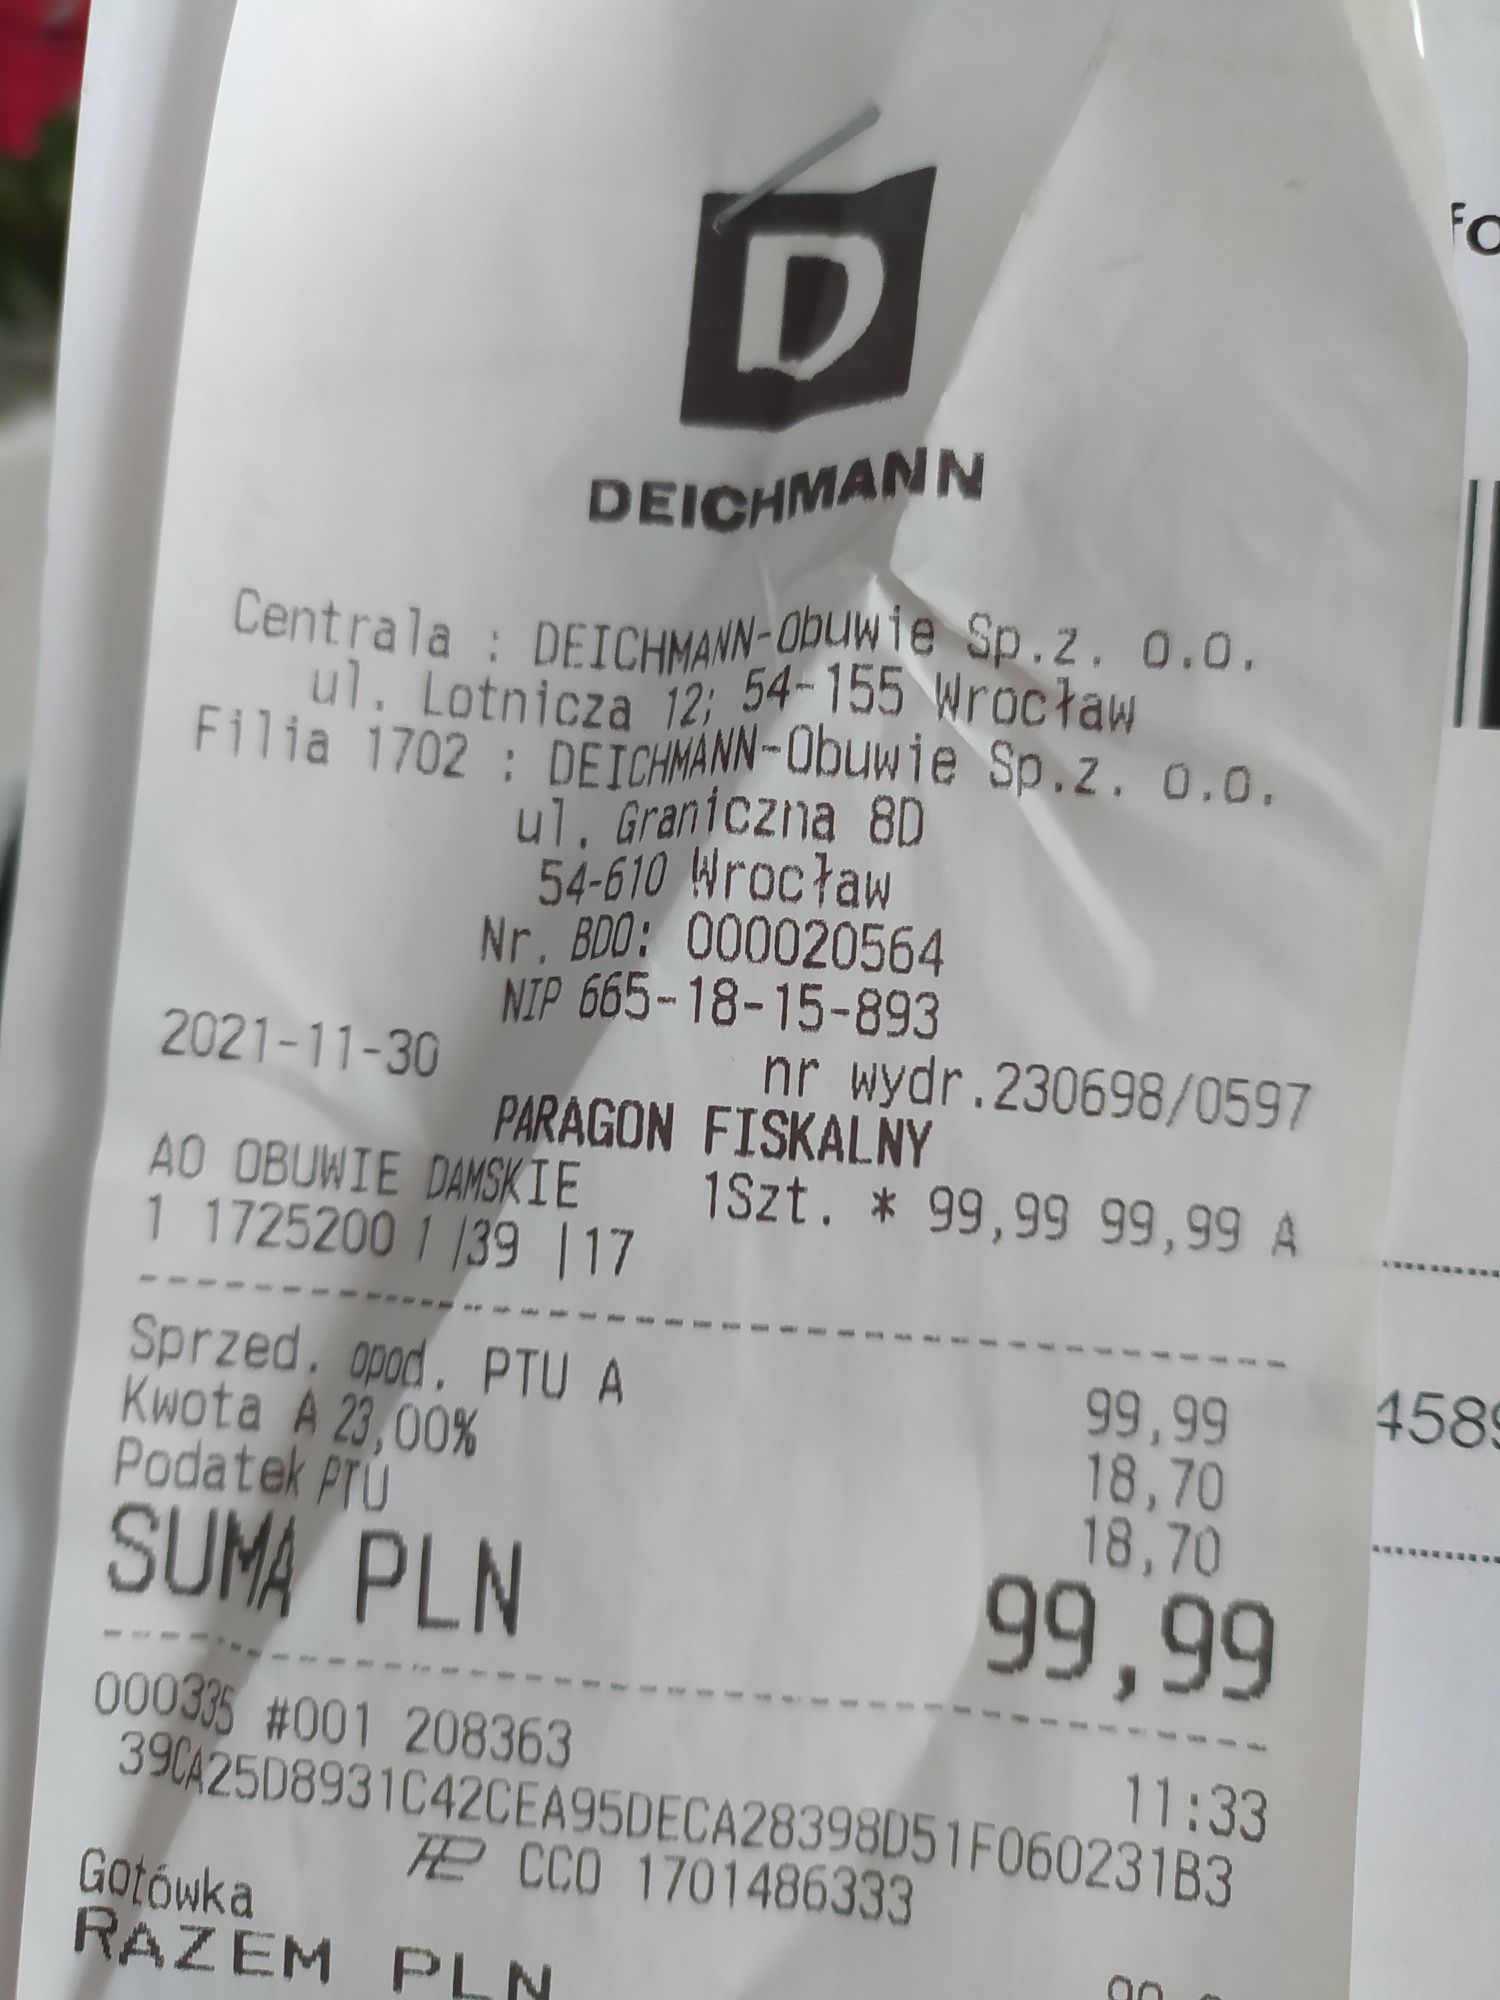 D
DEICHMANN
Centrala : DEICHMANN-Obuwie Sp.z. o.o.
ul. Lotnicza 12; 54-155 Wrocław
Filia 1702 : DEICHMANN-Obuwie Sp.z. o.o.
ul. Graniczna 8D
54-610 Wrocław
Nr. BDO: 000020564
NIP 665-18-15-893
2021-11-30 nr wydr.230698/0597
PARAGON FISKALNY
AO OBUWIE DAMSKIE 1Szt. * 99,99 99,99 A
1 1725200 1 /39 |17
Sprzed. opod. PTU A 99,99
Kwota A 23,00% 18,70
Podatek PTU 18,70
SUMA PLN 99,99
000335 #001 208363 11:33
39CA25D8931C42CEA95DECA28398D51F060231B3
CCO 1701486333
Gotówka
RAZEM PLN